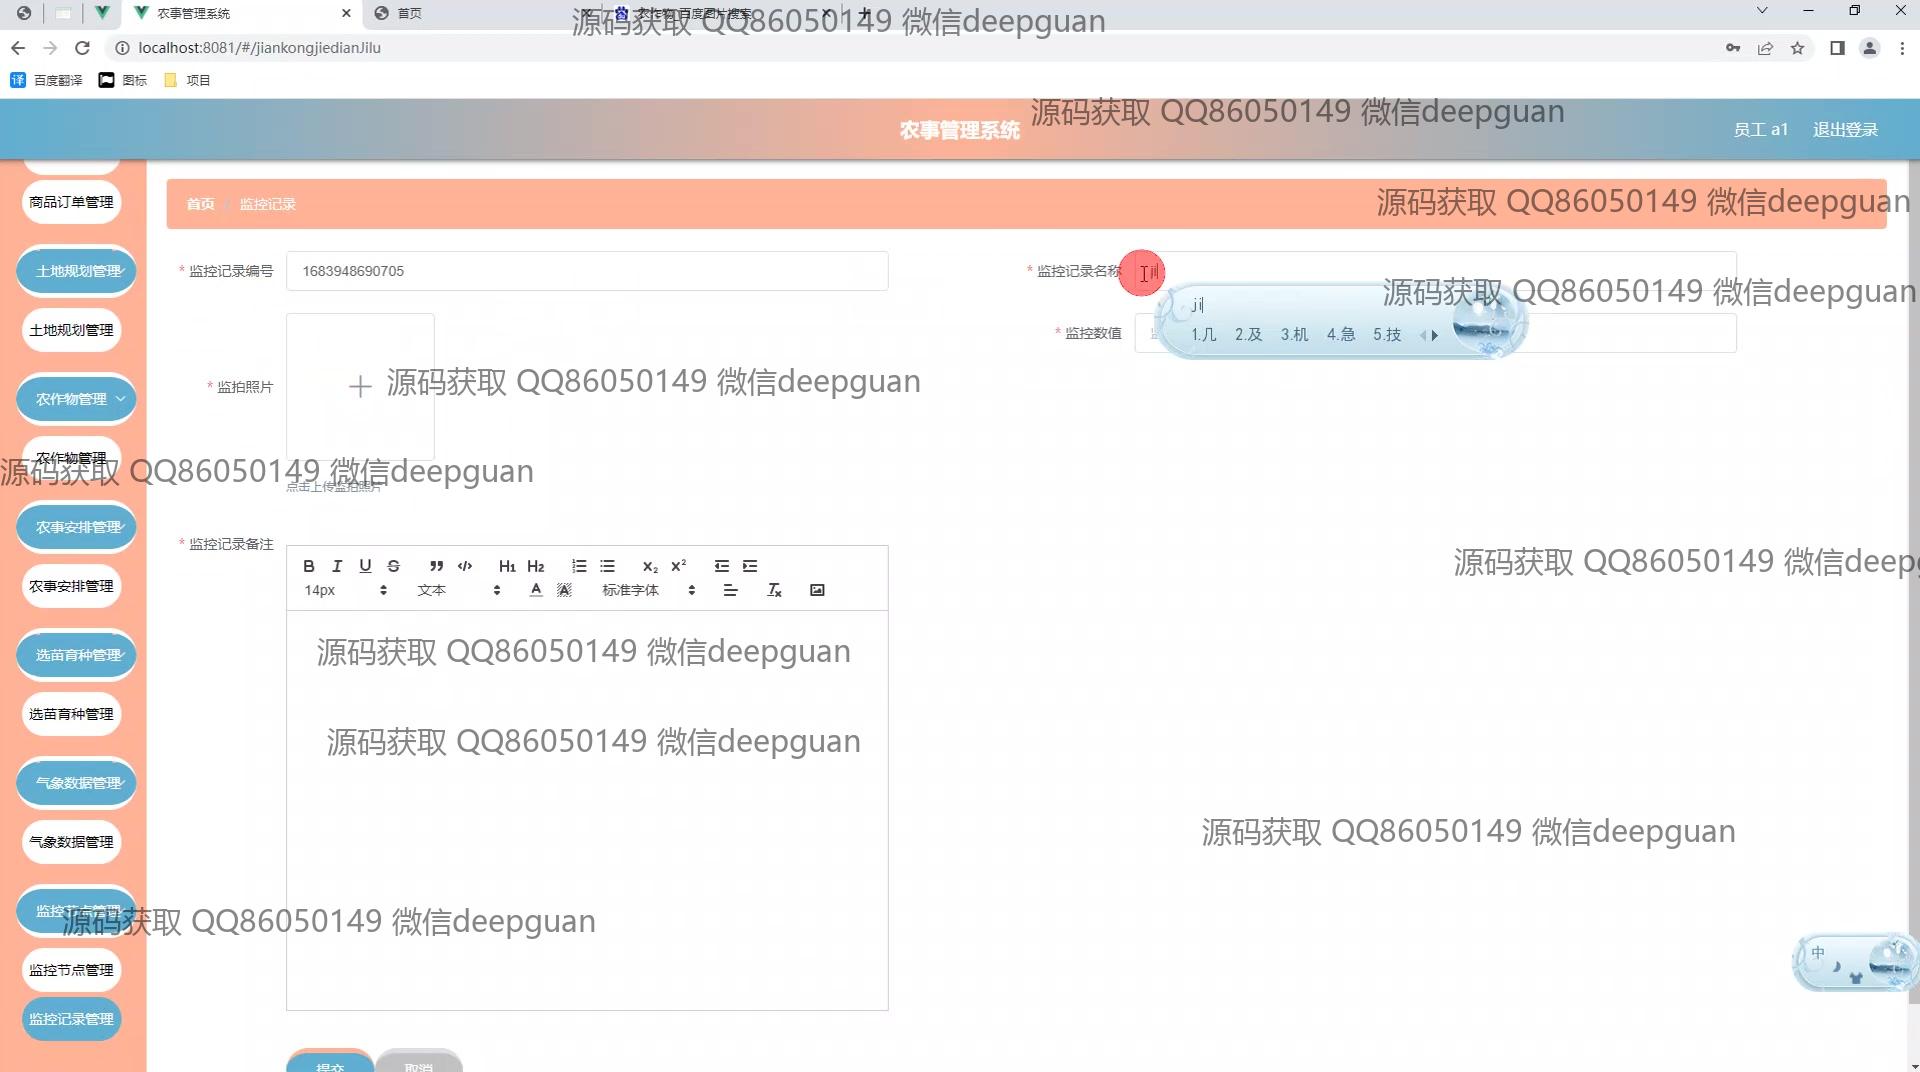 农事管理系统
首页
农作物_百度图片搜索
源码获取 QQ86050149 微信deepguan
localhost:8081/#/jiankongjiedianJilu
百度翻译
图标
项目
农事管理系统
源码获取 QQ86050149 微信deepguan
员工 a1
退出登录
商品订单管理
首页
监控记录
源码获取 QQ86050149 微信deepguan
土地规划管理
* 监控记录编号
1683948690705
* 监控记录名称
ji
源码获取 QQ86050149 微信deepguan
ji
1.几 2.及 3.机 4.急 5.技
土地规划管理
* 监控数值
农作物管理
* 监拍照片
源码获取 QQ86050149 微信deepguan
农作物管理
源码获取 QQ86050149 微信deepguan
点击上传监拍照片
农事安排管理
* 监控记录备注
源码获取 QQ86050149 微信deep
B I U S H1 H2 X₂ X²
14px 文本 A A 标准字体
农事安排管理
选苗育种管理
源码获取 QQ86050149 微信deepguan
选苗育种管理
源码获取 QQ86050149 微信deepguan
气象数据管理
气象数据管理
源码获取 QQ86050149 微信deepguan
监控节点管理
源码获取 QQ86050149 微信deepguan
中
监控节点管理
监控记录管理
提交
取消